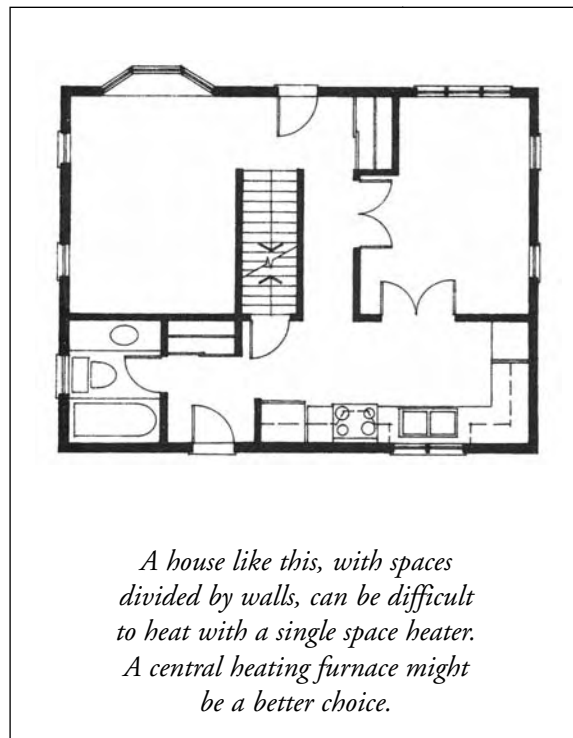 A house like this, with spaces
divided by walls, can be difficult
to heat with a single space heater.
A central heating furnace might
be a better choice.